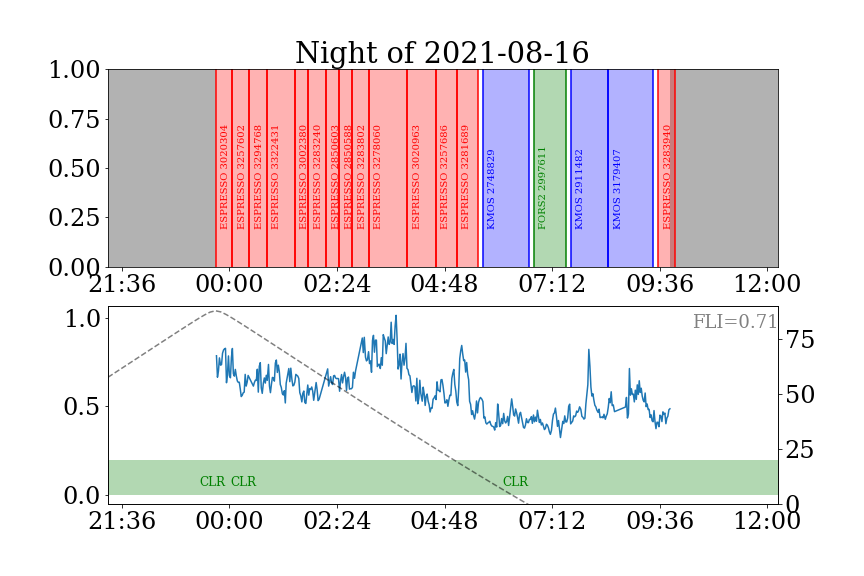 Night of 2021-08-16
1.00
0.75
0.50
0.25
0.00
ESPRESSO 3020304
ESPRESSO 3257602
ESPRESSO 3294768
ESPRESSO 3322431
ESPRESSO 3002380
ESPRESSO 3283240
ESPRESSO 2850603
ESPRESSO 2850588
ESPRESSO 3283802
ESPRESSO 3278060
ESPRESSO 3020963
ESPRESSO 3257686
ESPRESSO 3281689
KMOS 2748829
FORS2 2997611
KMOS 2911482
KMOS 3179407
ESPRESSO 3283940
21:36 00:00 02:24 04:48 07:12 09:36 12:00
1.0
0.5
0.0
FLI=0.71
75
50
25
0
CLR CLR CLR
21:36 00:00 02:24 04:48 07:12 09:36 12:00